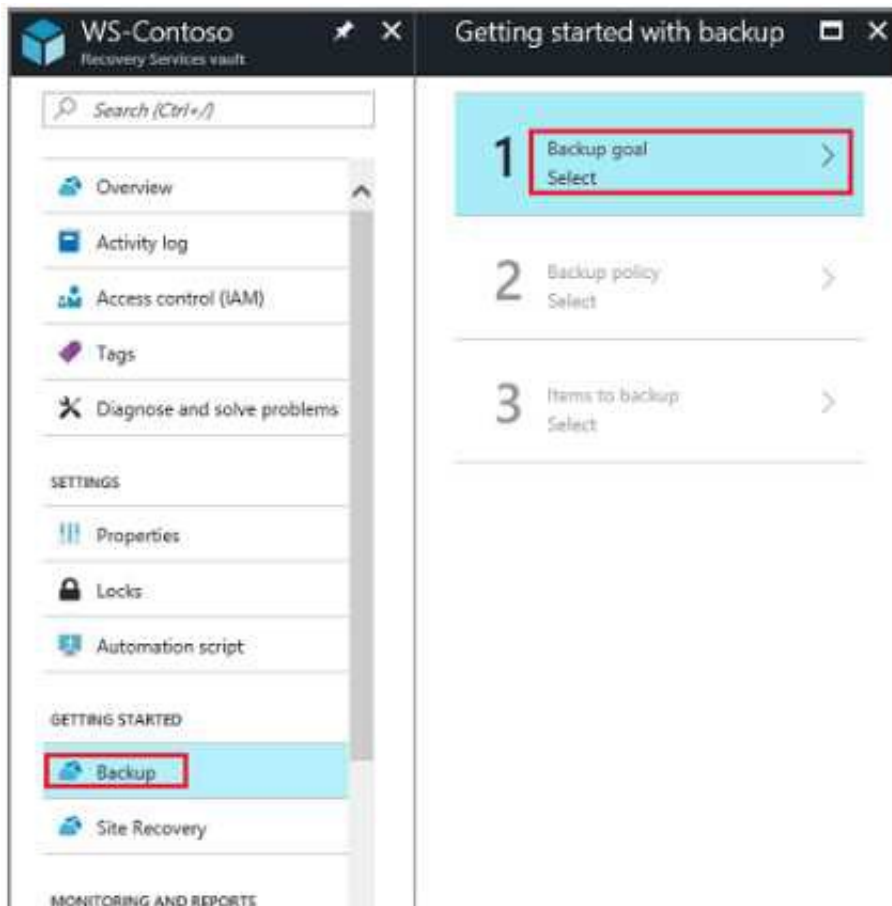 WS-Contoso
Recovery Services vault
Search (Ctrl+/)
Overview
Activity log
Access control (IAM)
Tags
Diagnose and solve problems
SETTINGS
Properties
Locks
Automation script
GETTING STARTED
Backup
Site Recovery
MONITORING AND REPORTS
Getting started with backup
1
Backup goal
Select
2
Backup policy
Select
3
Items to backup
Select